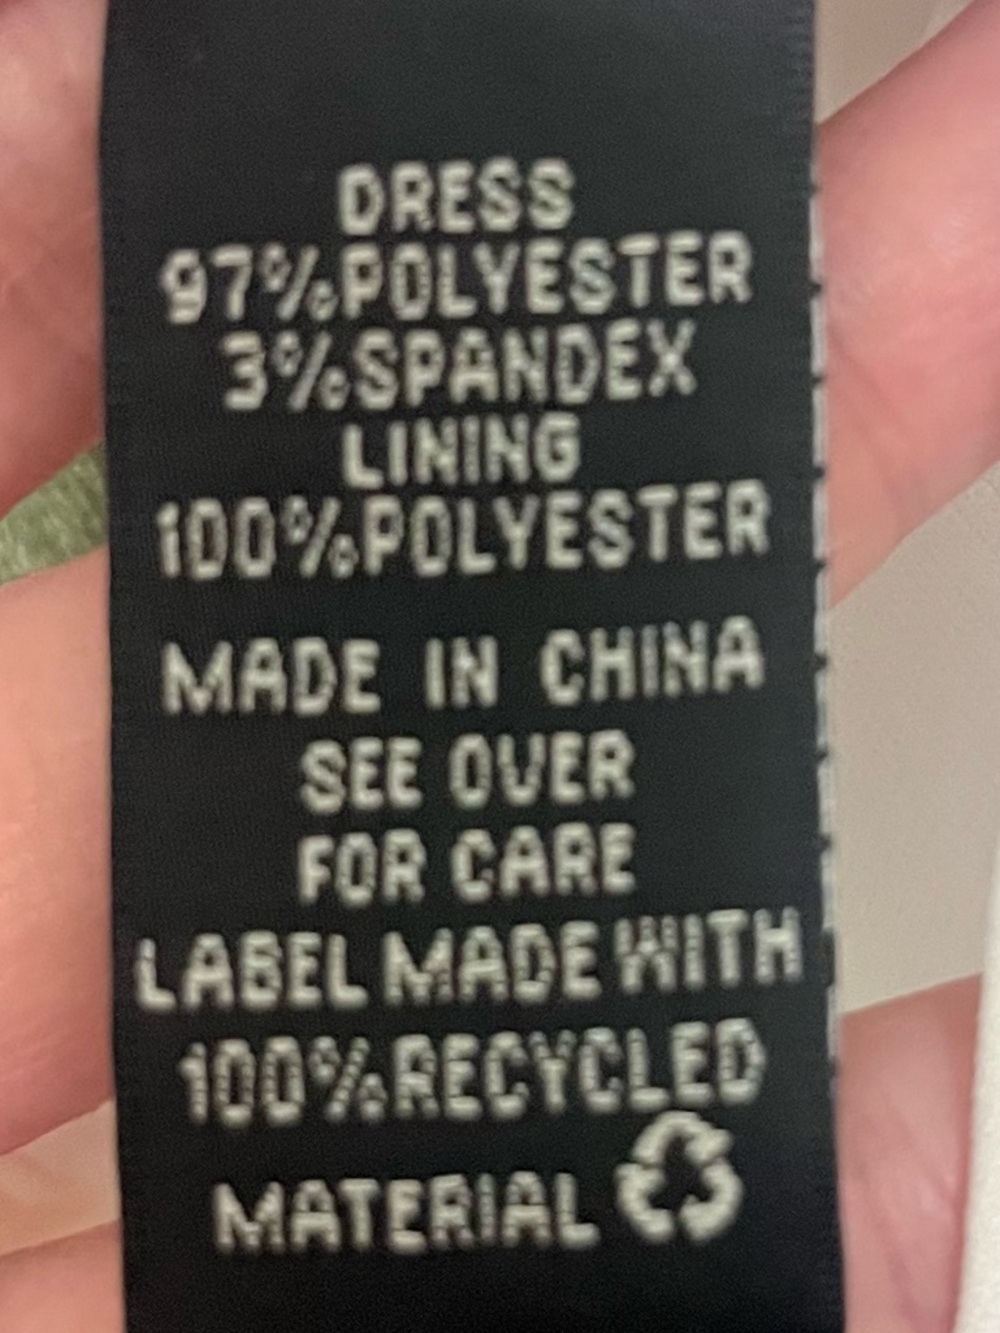 DRESS
97%POLYESTER
3%SPANDEX
LINING
100%POLYESTER
MADE IN CHINA
SEE OVER
FOR CARE
LABEL MADE WITH
100%RECYCLED
MATERIAL